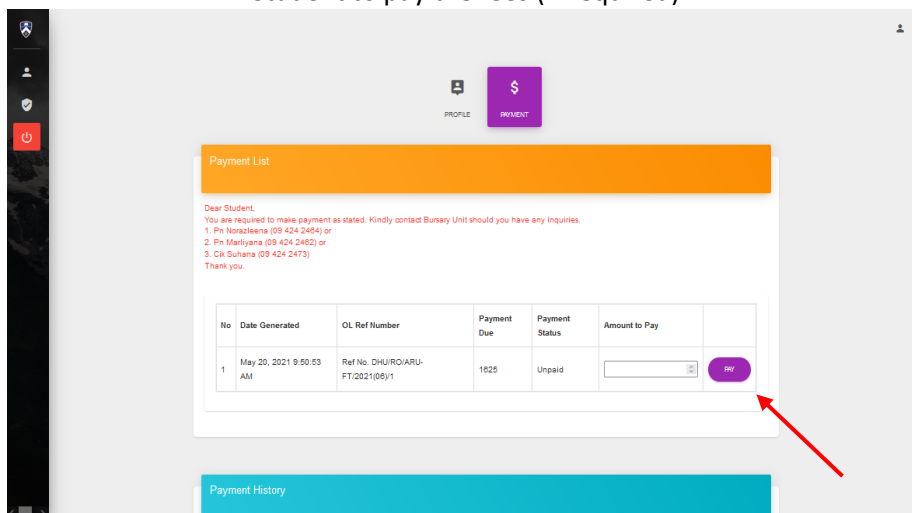 PROFILE
$
PAYMENT
Payment List
Dear Student,
You are required to make payment as stated. Kindly contact Bursary Unit should you have any inquiries.
1. Pn Norazleena (09 424 2464) or
2. Pn Marliyana (09 424 2462) or
3. Cik Suhana (09 424 2473)
Thank you.
No Date Generated OL Ref Number Payment Due Payment Status Amount to Pay
1 May 20, 2021 9:50:53 AM Ref No. DHU/RO/ARU-FT/2021(06)/1 1625 Unpaid PAY
Payment History